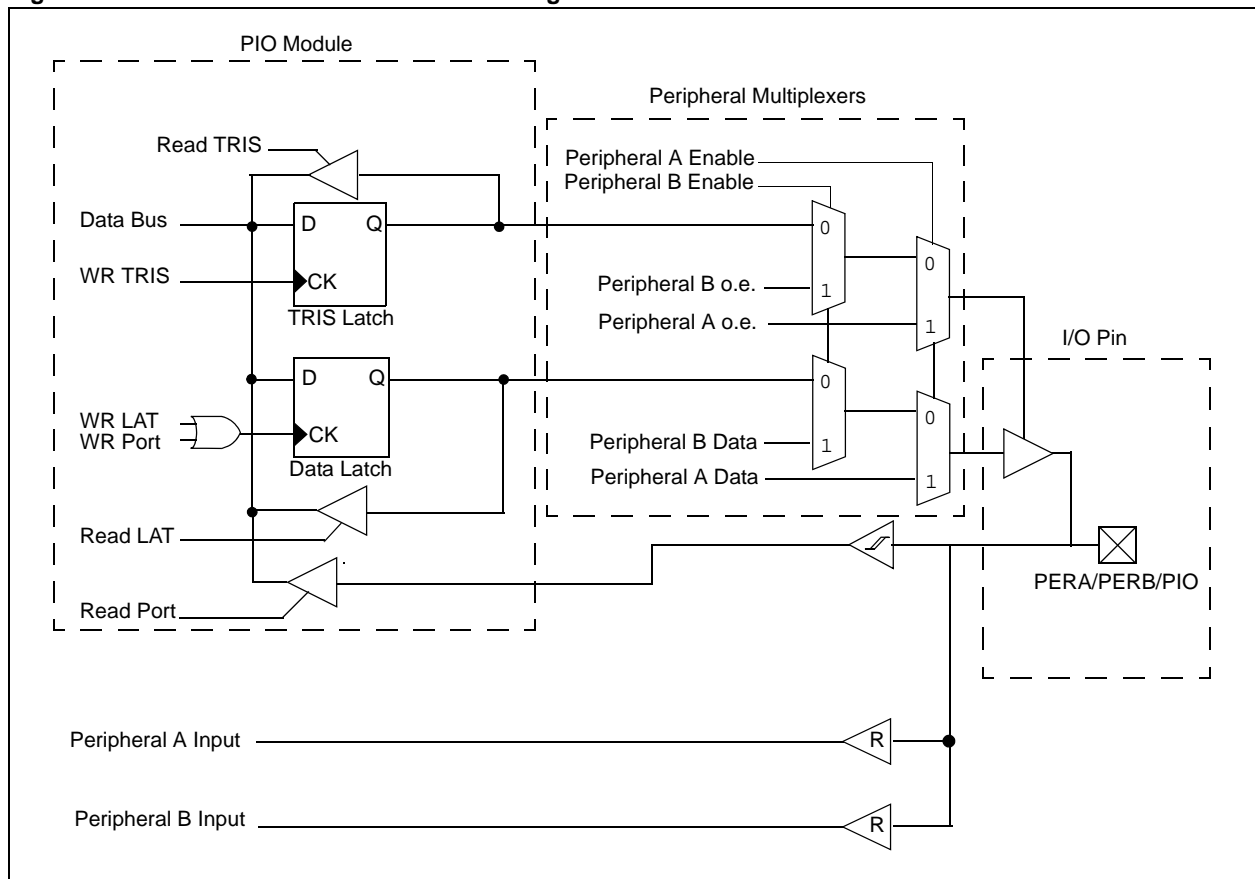 PIO Module
Peripheral Multiplexers
Read TRIS
Peripheral A Enable
Peripheral B Enable
Data Bus
D Q
0
0
WR TRIS
CK
Peripheral B o.e.
1
TRIS Latch
Peripheral A o.e.
1
I/O Pin
D Q
0
0
WR LAT
WR Port
CK
Peripheral B Data
1
Data Latch
Peripheral A Data
1
Read LAT
PERA/PERB/PIO
Read Port
Peripheral A Input
R
Peripheral B Input
R